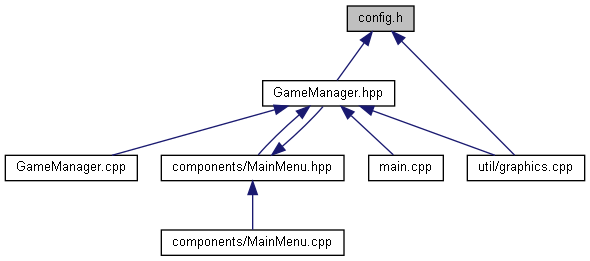 config.h
GameManager.hpp
GameManager.cpp
components/MainMenu.hpp
main.cpp
util/graphics.cpp
components/MainMenu.cpp